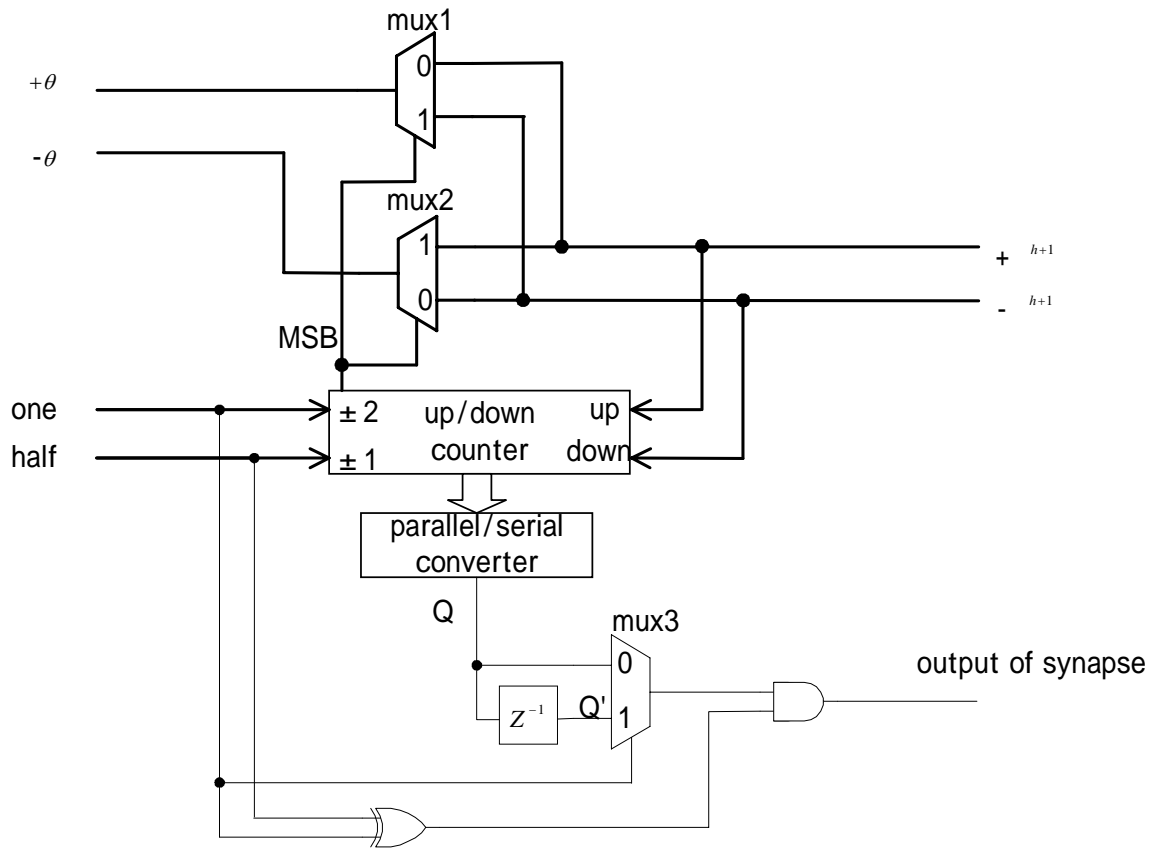 mux1
+θ
0
1
-θ
mux2
1
0
+ h+1
- h+1
MSB
one
± 2
up/down
counter
up
half
± 1
down
parallel/serial
converter
Q
mux3
0
output of synapse
Z⁻¹
Q'
1